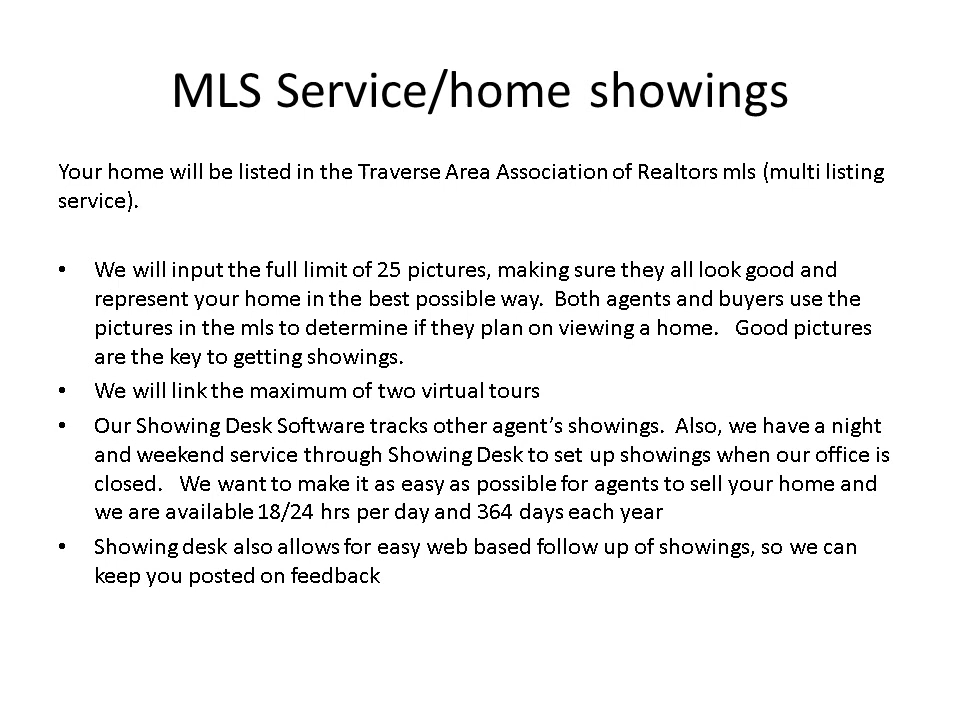 MLS Service/home showings
Your home will be listed in the Traverse Area Association of Realtors mls (multi listing
service).
• We will input the full limit of 25 pictures, making sure they all look good and
represent your home in the best possible way.  Both agents and buyers use the
pictures in the mls to determine if they plan on viewing a home.   Good pictures
are the key to getting showings.
• We will link the maximum of two virtual tours
• Our Showing Desk Software tracks other agent’s showings.  Also, we have a night
and weekend service through Showing Desk to set up showings when our office is
closed.   We want to make it as easy as possible for agents to sell your home and
we are available 18/24 hrs per day and 364 days each year
• Showing desk also allows for easy web based follow up of showings, so we can
keep you posted on feedback